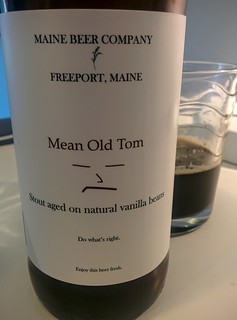 MAINE BEER COMPANY
FREEPORT, MAINE
Mean Old Tom
Stout aged on natural vanilla beans
Do what's right.
Enjoy this beer fresh.